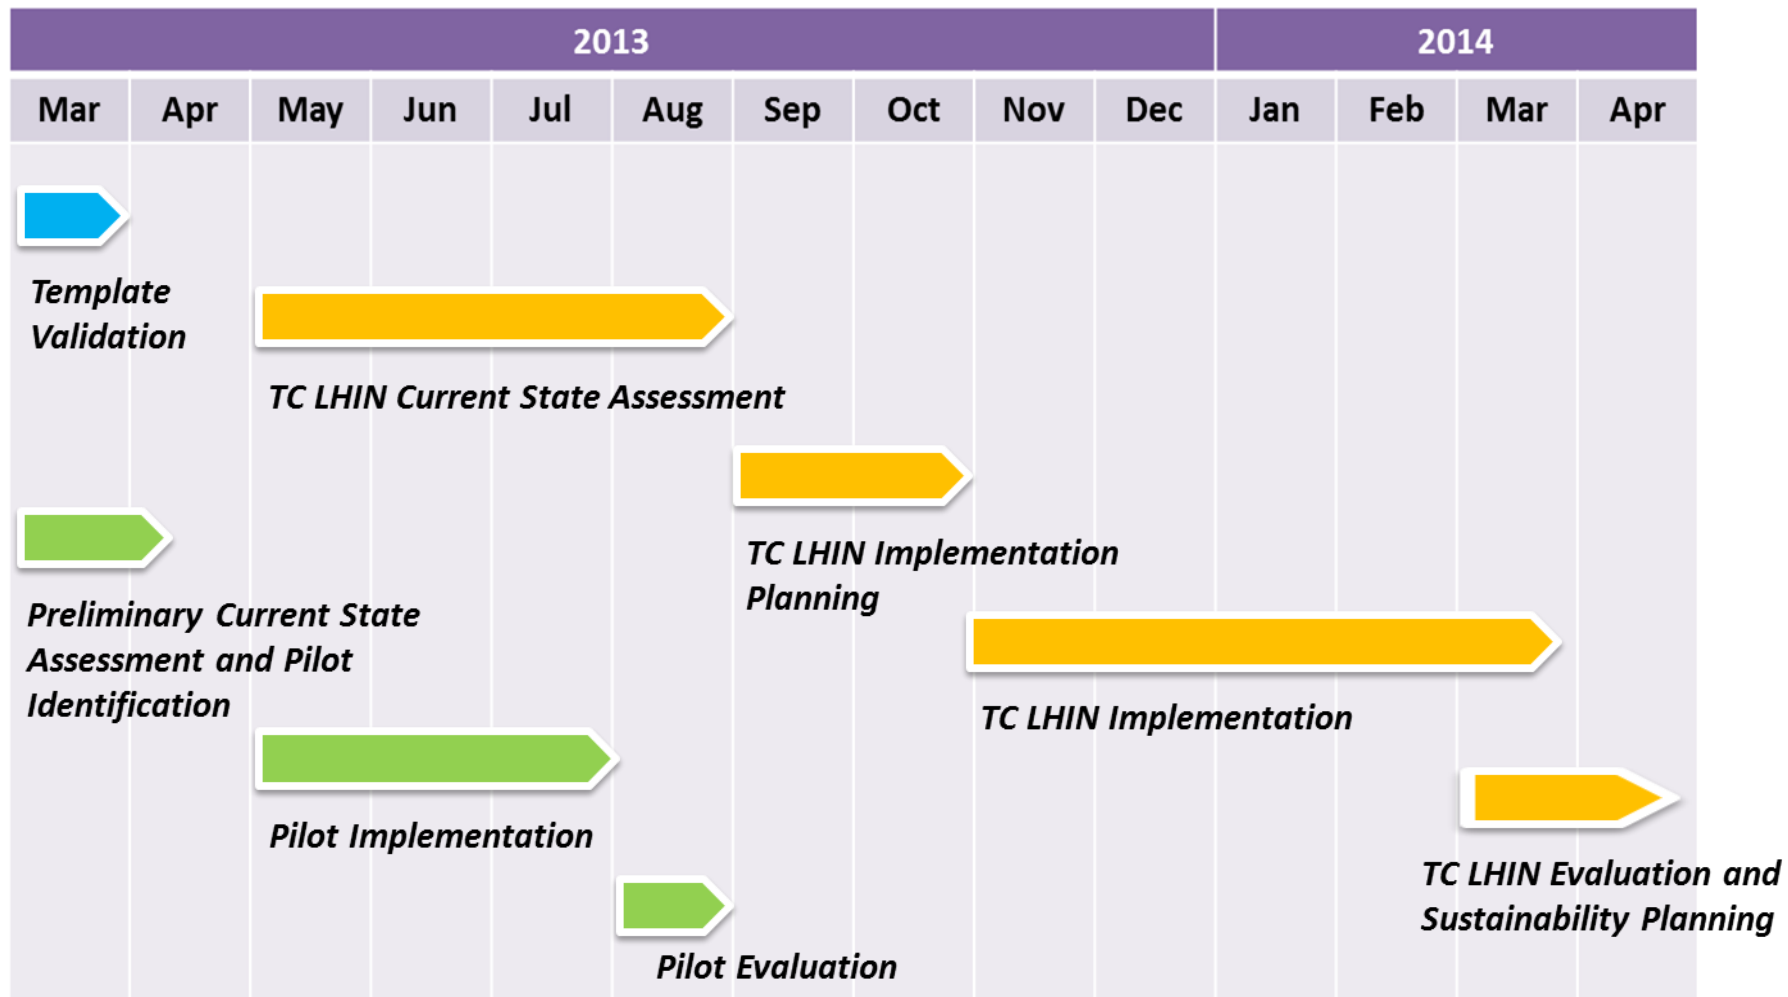 2013 2014
Mar Apr May Jun Jul Aug Sep Oct Nov Dec Jan Feb Mar Apr
Template
Validation
TC LHIN Current State Assessment
TC LHIN Implementation
Planning
Preliminary Current State
Assessment and Pilot
Identification
TC LHIN Implementation
Pilot Implementation
TC LHIN Evaluation and
Sustainability Planning
Pilot Evaluation